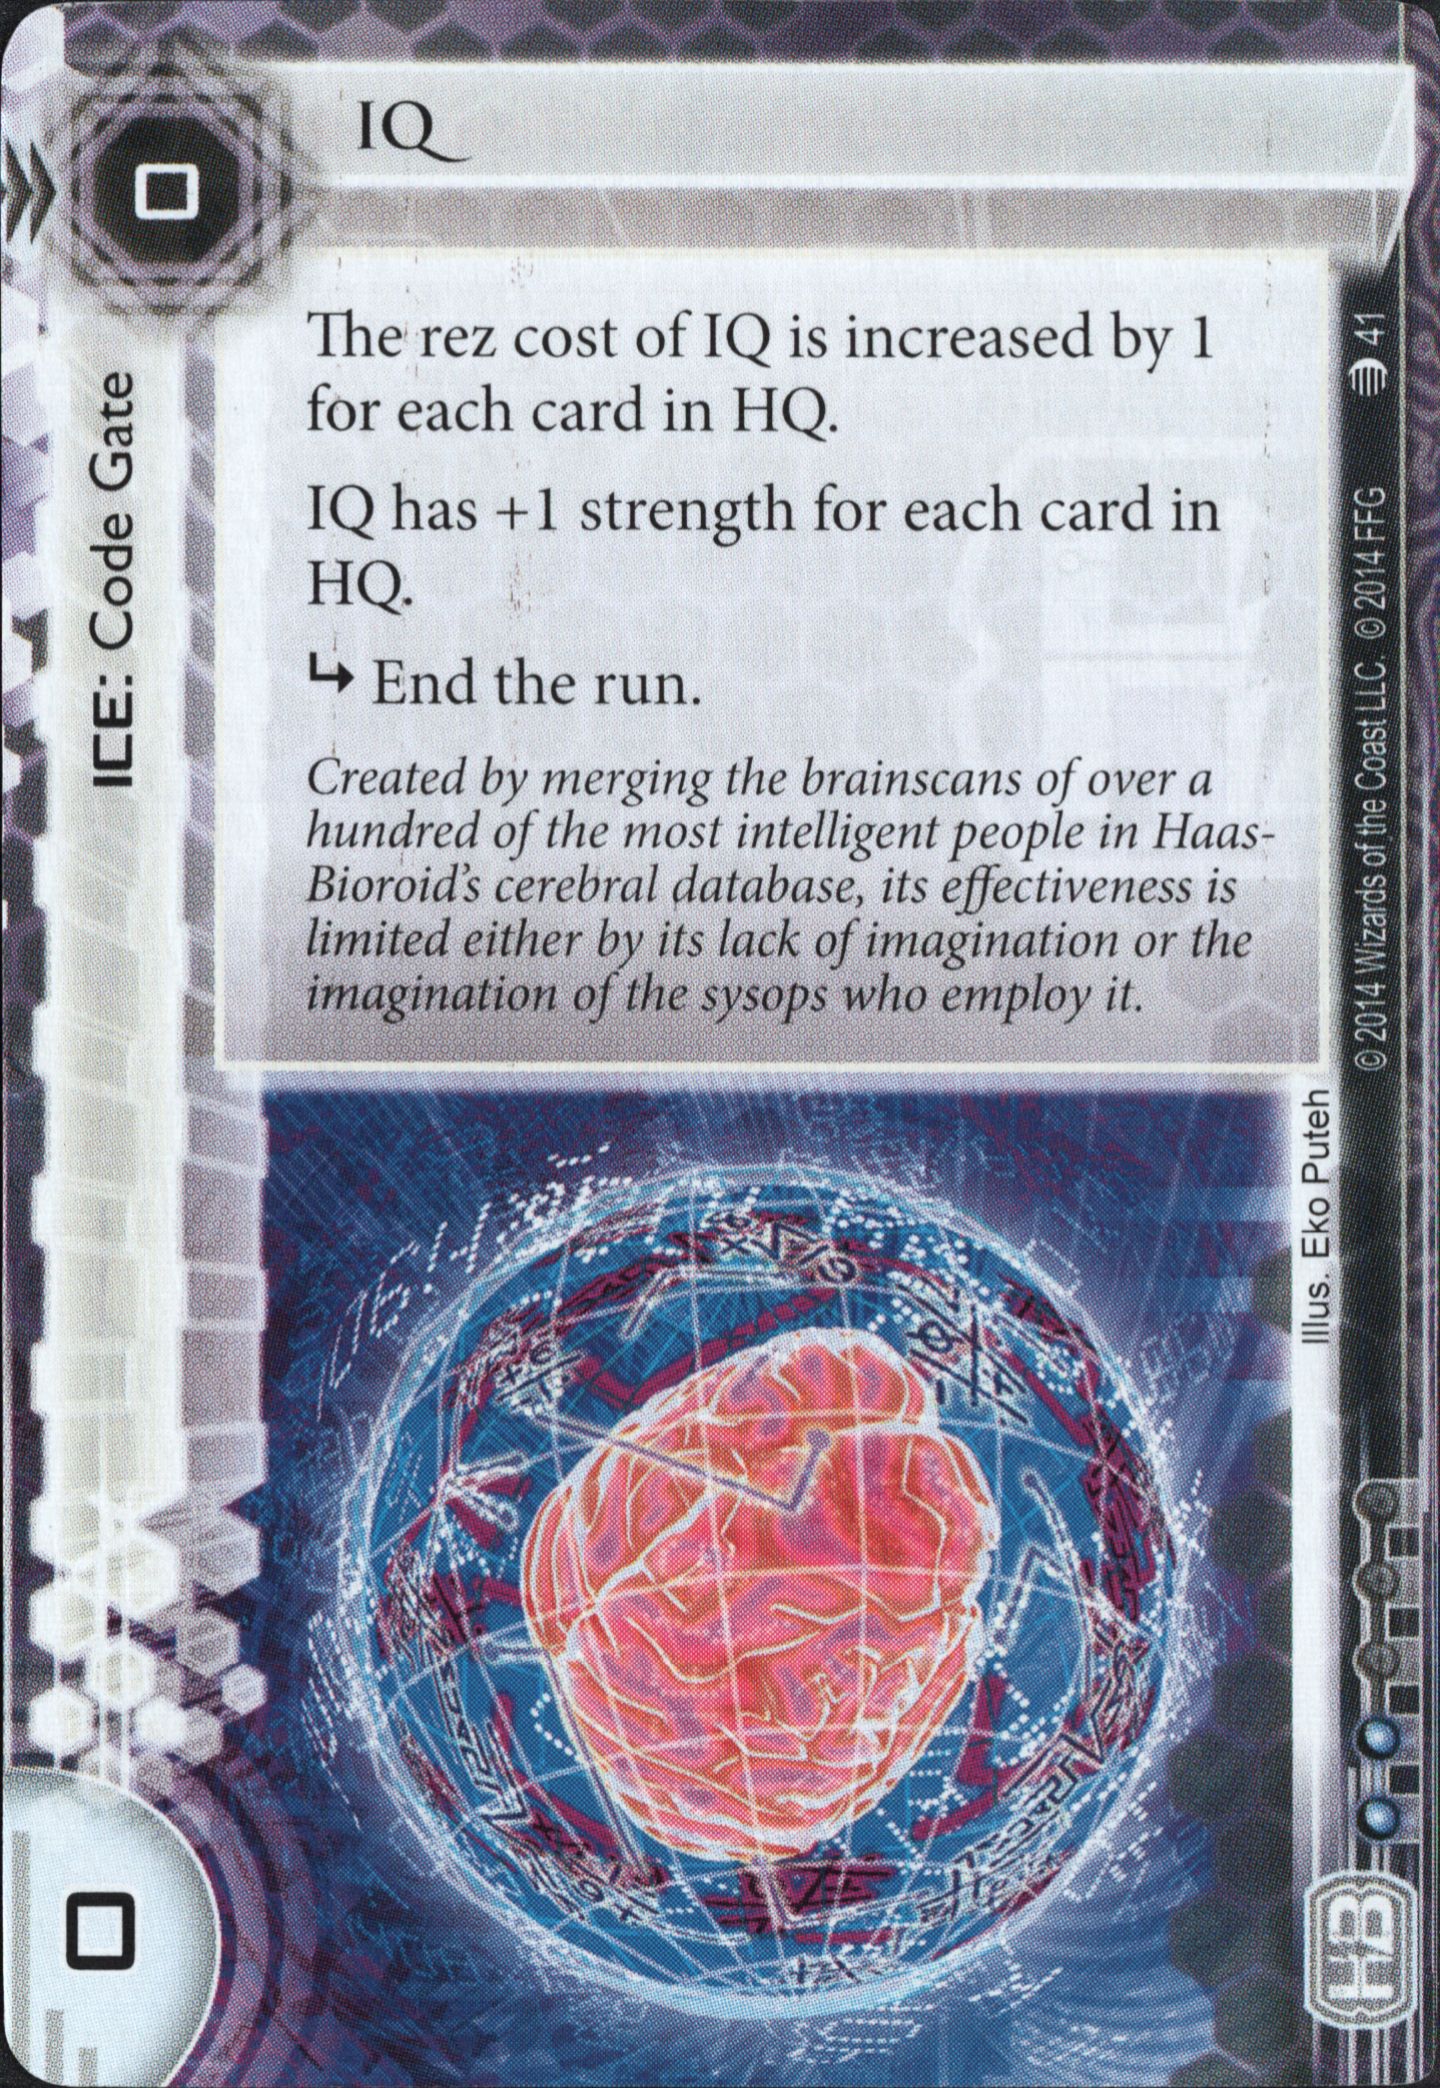 0
IQ
ICE: Code Gate
The rez cost of IQ is increased by 1
for each card in HQ.
IQ has +1 strength for each card in
HQ.
↳ End the run.
Created by merging the brainscans of over a
hundred of the most intelligent people in Haas-
Bioroid's cerebral database, its effectiveness is
limited either by its lack of imagination or the
imagination of the sysops who employ it.
Illus. Eko Puteh
© 2014 Wizards of the Coast LLC. © 2014 FFG 41
0
HB